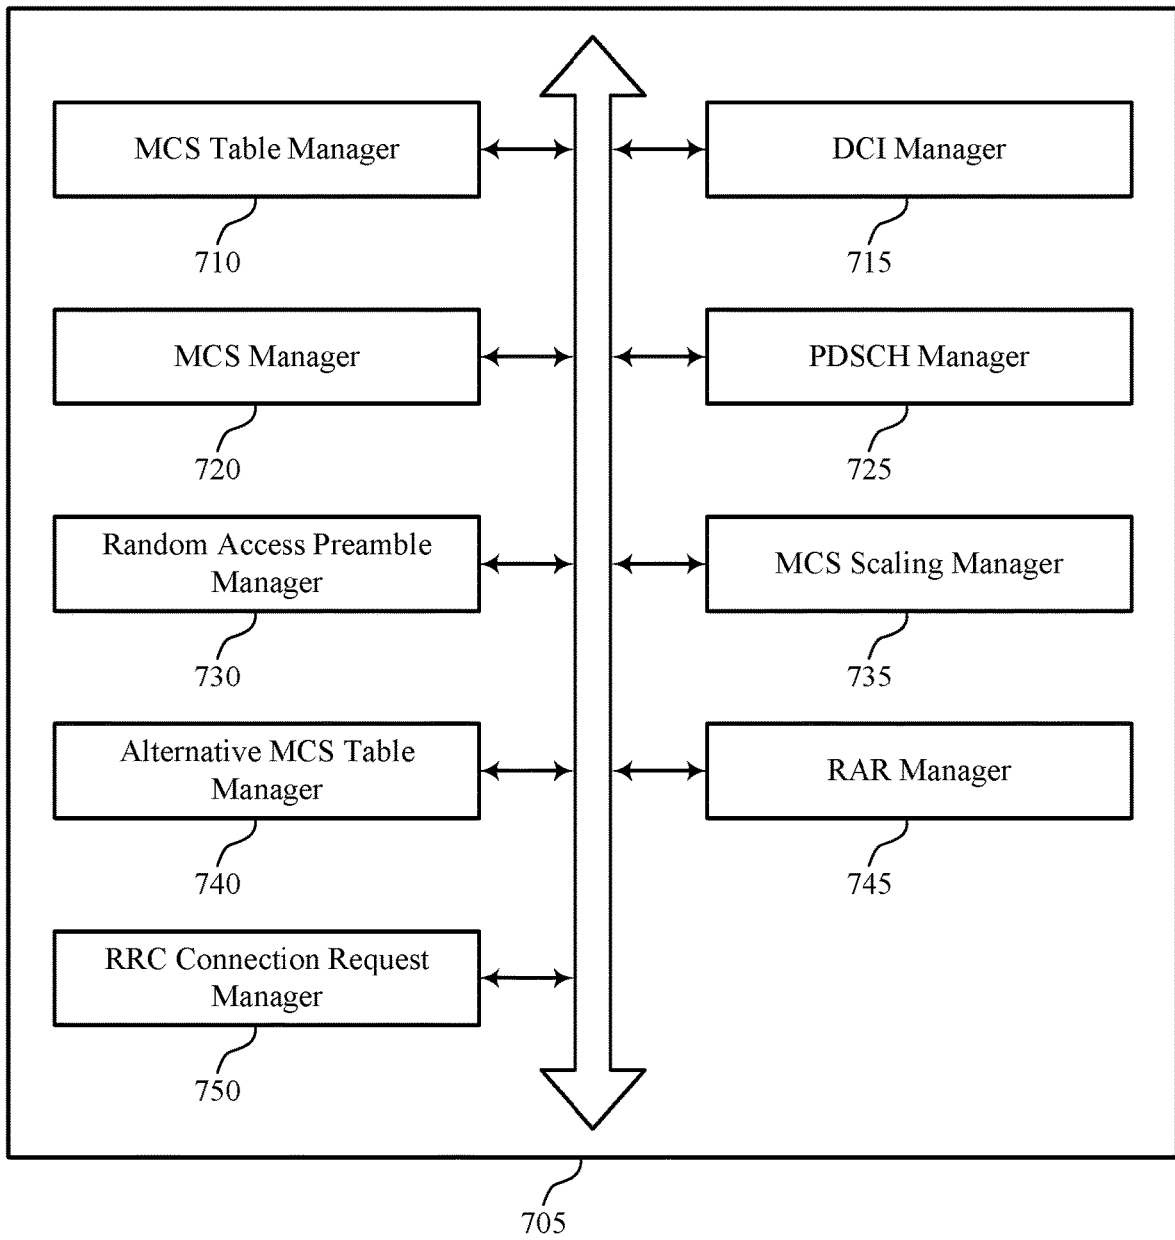 MCS Table Manager
DCI Manager
710
715
MCS Manager
PDSCH Manager
720
725
Random Access Preamble
Manager
MCS Scaling Manager
730
735
Alternative MCS Table
Manager
RAR Manager
740
745
RRC Connection Request
Manager
750
705